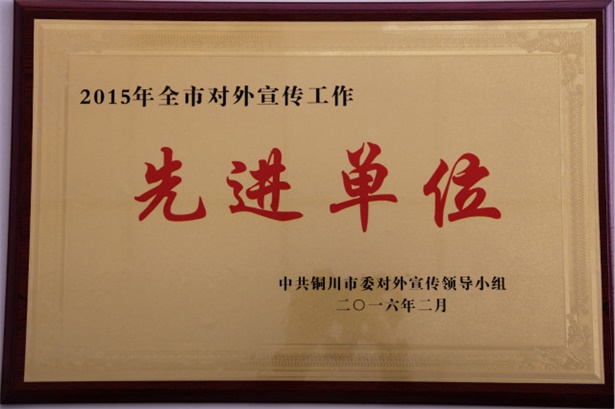 2015年全市对外宣传工作
先进单位
中共铜川市委对外宣传领导小组
二〇一六年二月